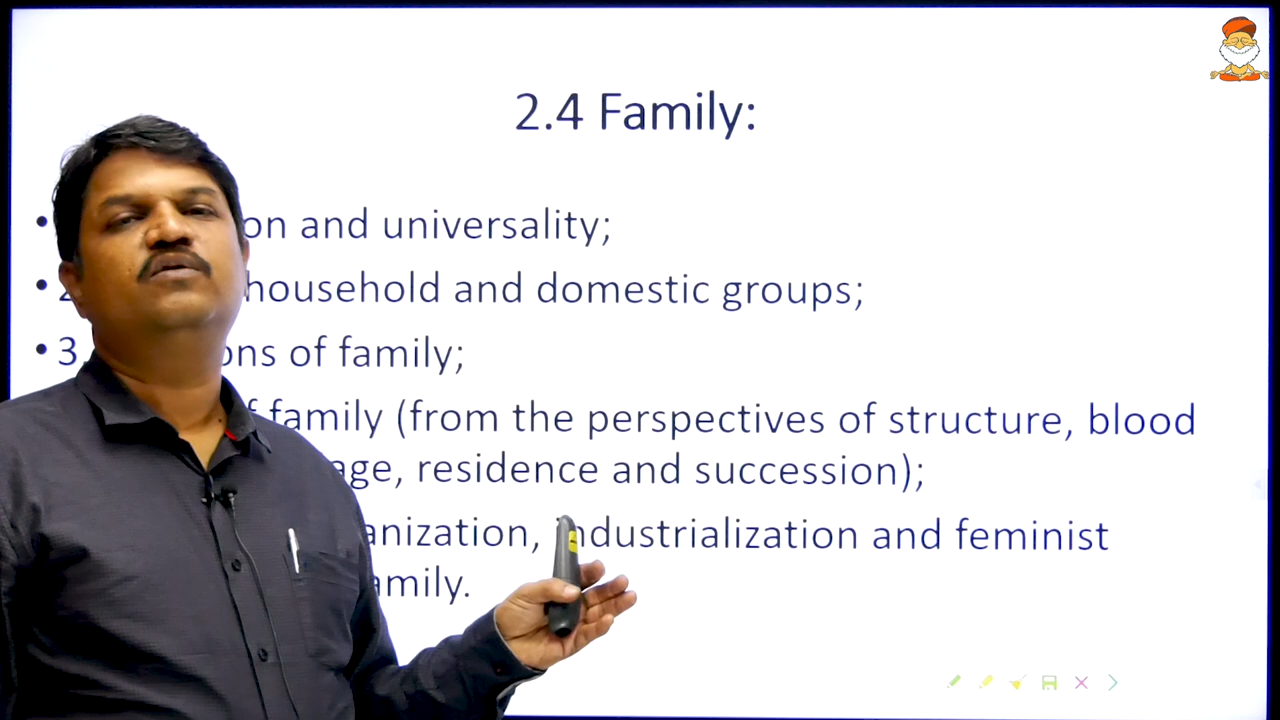 2.4 Family:
on and universality;
household and domestic groups;
3. ons of family;
family (from the perspectives of structure, blood
age, residence and succession);
anization, industrialization and feminist
amily.